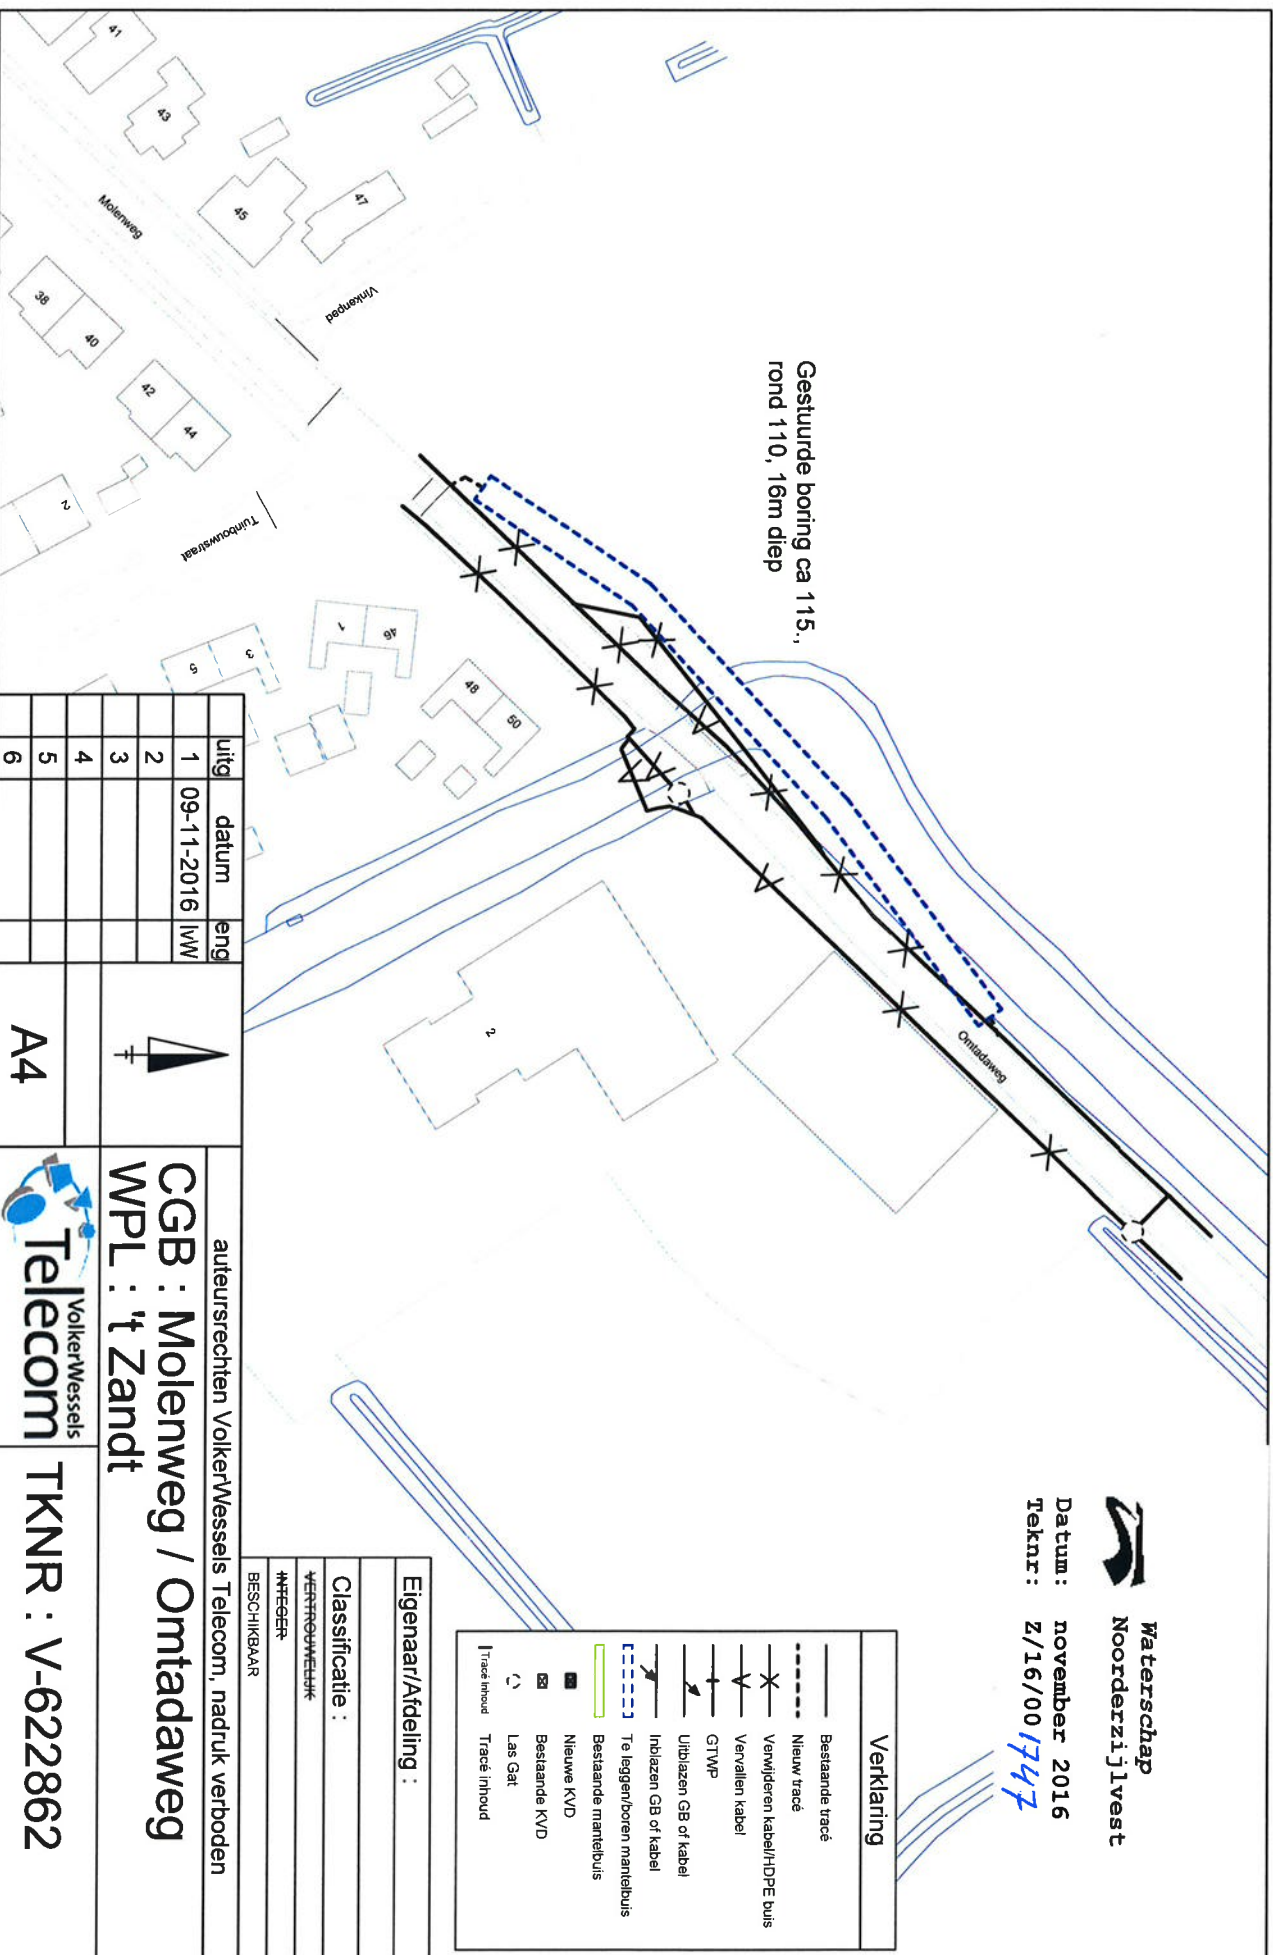 Waterschap
Noorderzijlvest
Datum: november 2016
Teknr: Z/16/001747
Gestuurde boring ca 115.,
rond 110, 16m diep
41
43
45
47
Molenweg
Vinkenpad
38
40
42
44
2
Tuinbouwstraat
1
46
3
5
48
50
2
Omtadaweg
Verklaring
Bestaande tracé
Nieuw tracé
Verwijderen kabel/HDPE buis
Vervallen kabel
GTWP
Uitblazen GB of kabel
Inblazen GB of kabel
Te leggen/boren mantelbuis
Bestaande mantelbuis
Nieuwe KVD
Bestaande KVD
Las Gat
Tracé inhoud Tracé inhoud
Eigenaar/Afdeling :
Classificatie :
VERTROUWELIJK
INTEGER
BESCHIKBAAR
auteursrechten VolkerWessels Telecom, nadruk verboden
uitg datum eng
1 09-11-2016 IvW
2
3
4
5
6
A4
CGB : Molenweg / Omtadaweg
WPL : 't Zandt
VolkerWessels
Telecom
TKNR : V-622862